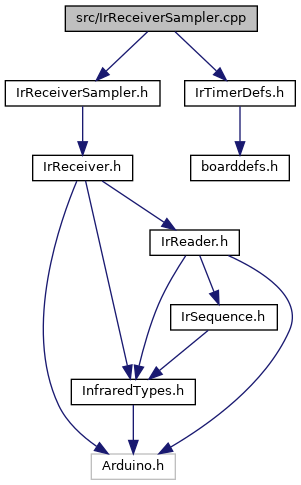 src/IrReceiverSampler.cpp
IrReceiverSampler.h
IrTimerDefs.h
IrReceiver.h
boarddefs.h
IrReader.h
IrSequence.h
InfraredTypes.h
Arduino.h